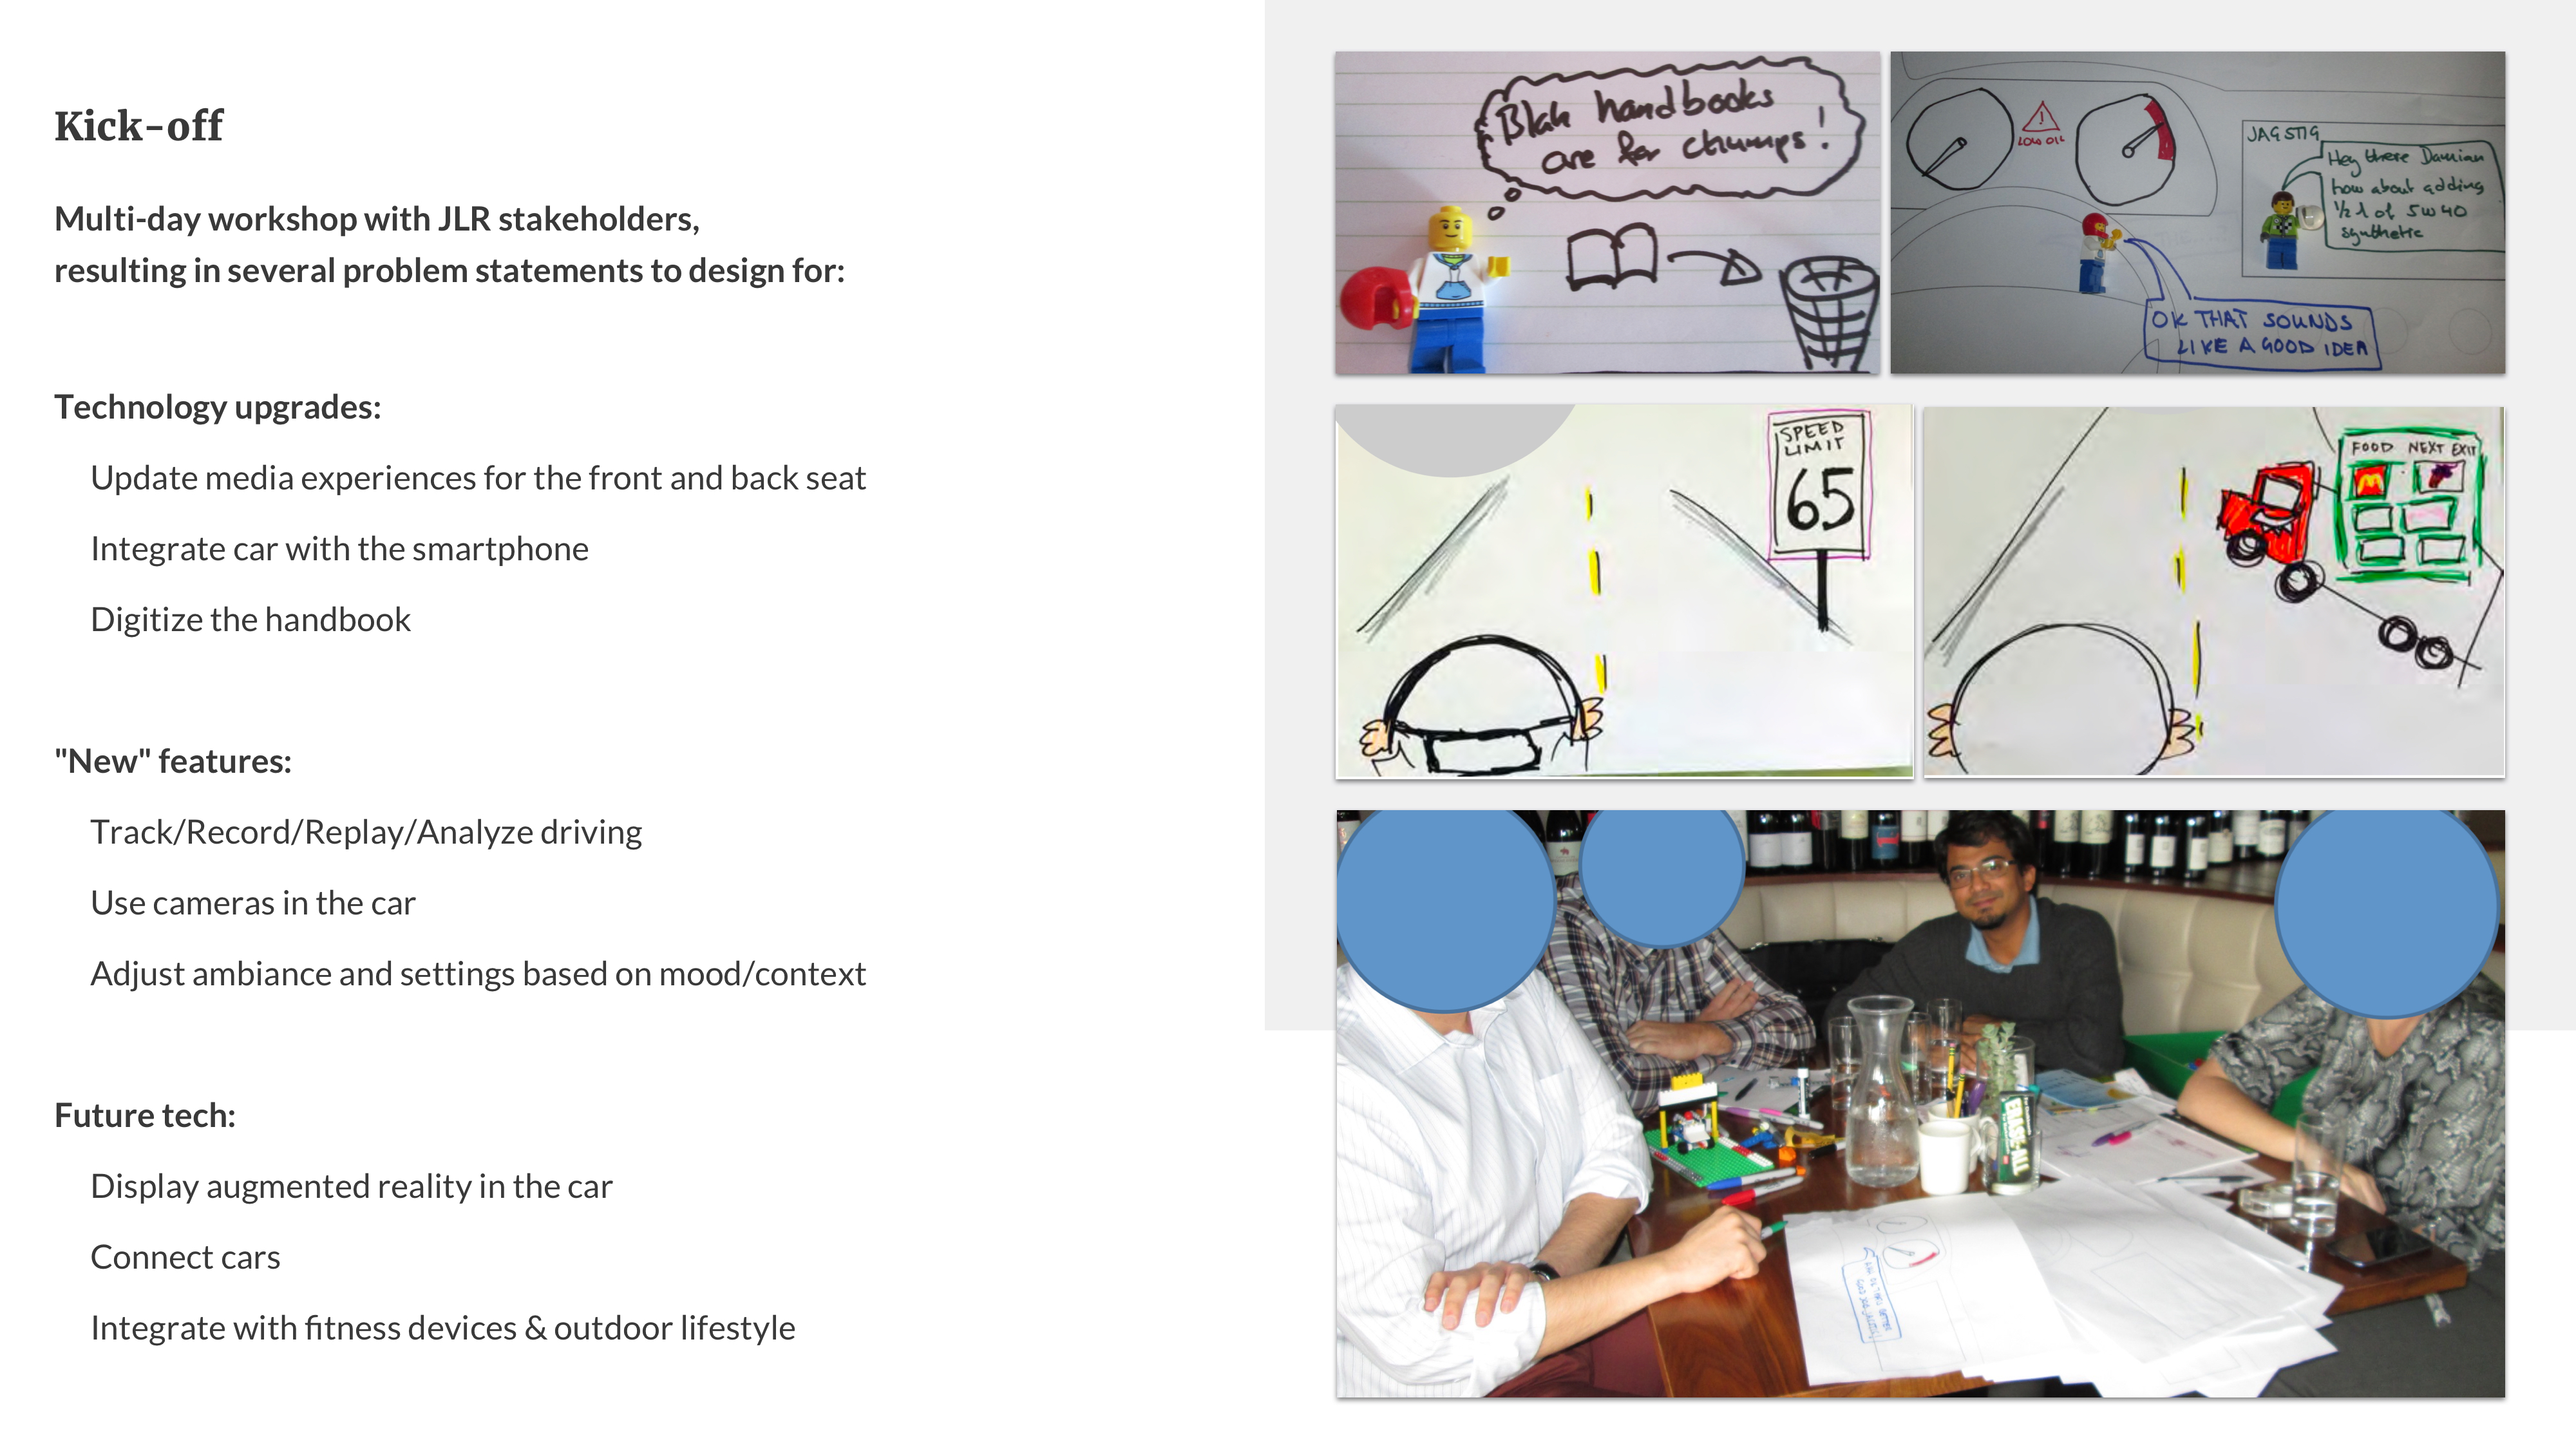 Kick-off
Multi-day workshop with JLR stakeholders,
resulting in several problem statements to design for:
Technology upgrades:
Update media experiences for the front and back seat
Integrate car with the smartphone
Digitize the handbook
"New" features:
Track/Record/Replay/Analyze driving
Use cameras in the car
Adjust ambiance and settings based on mood/context
Future tech:
Display augmented reality in the car
Connect cars
Integrate with fitness devices & outdoor lifestyle
Blah handbooks
are for chumps!
LOW OIL
JAG STIG
Hey there Damian
how about adding
1/2 l of 5w40
synthetic
OK THAT SOUNDS
LIKE A GOOD IDEA
SPEED
LIMIT
65
FOOD NEXT EXIT
ERASE-ALL